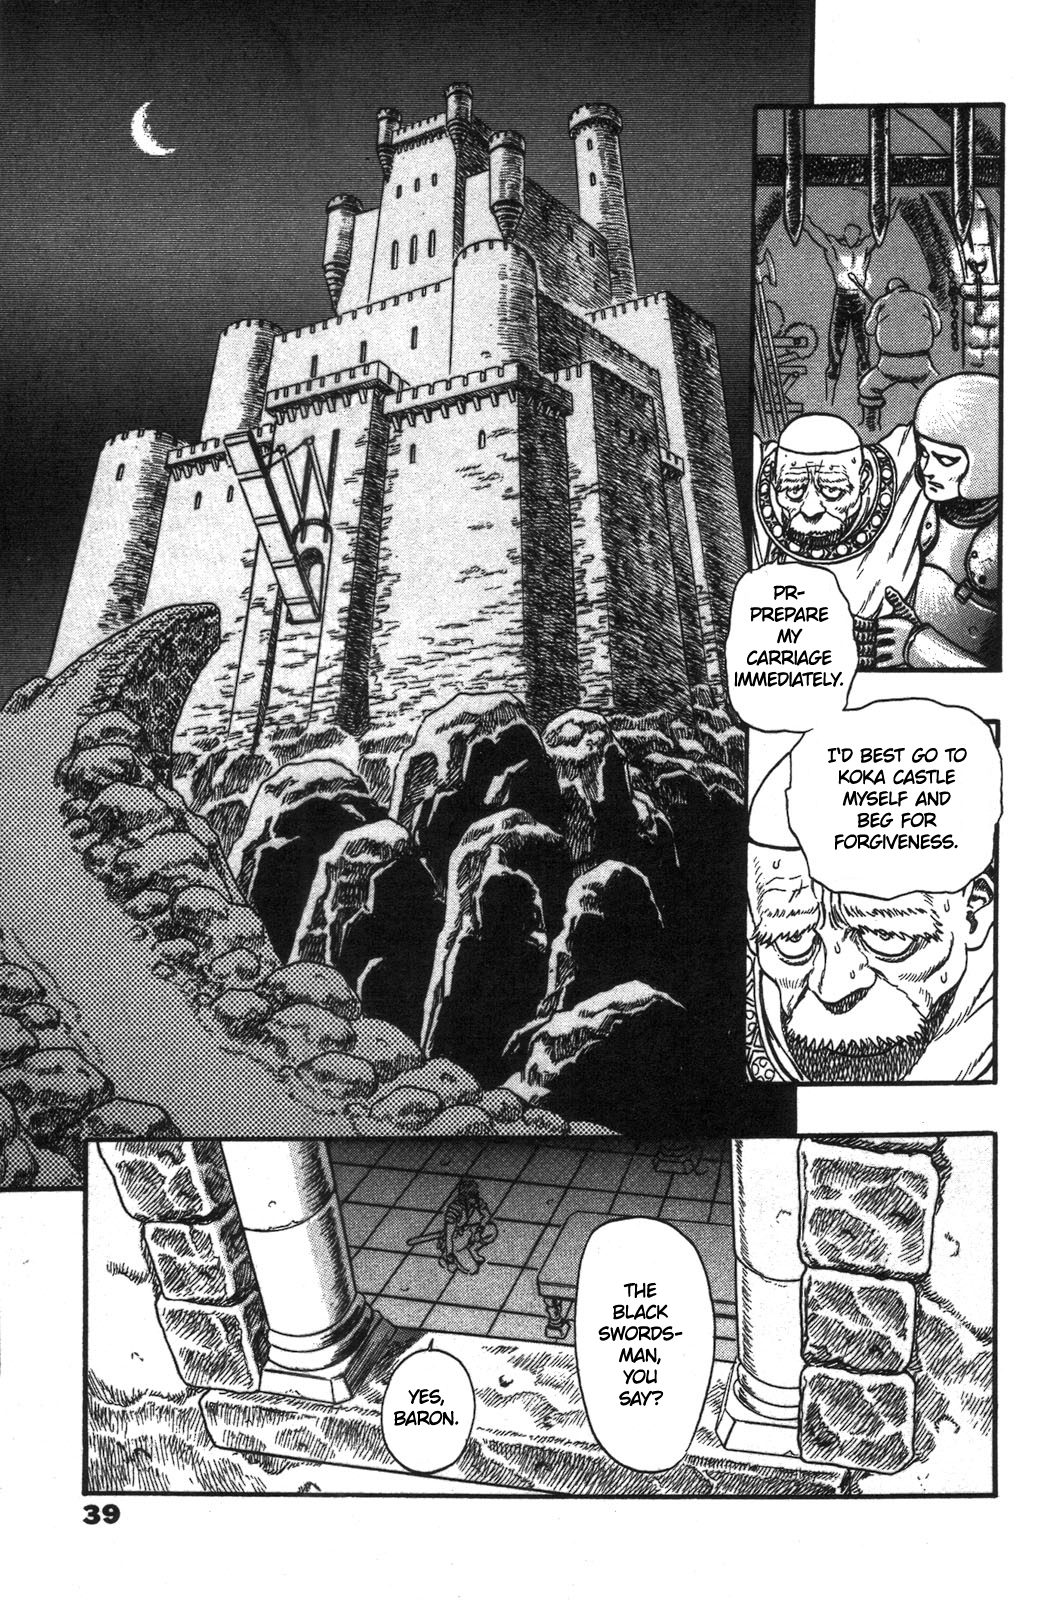 PR-
PREPARE
MY
CARRIAGE
IMMEDIATELY.
I'D BEST GO TO
KOKA CASTLE
MYSELF AND
BEG FOR
FORGIVENESS.
THE
BLACK
SWORDS-
MAN,
YOU
SAY?
YES,
BARON.
39